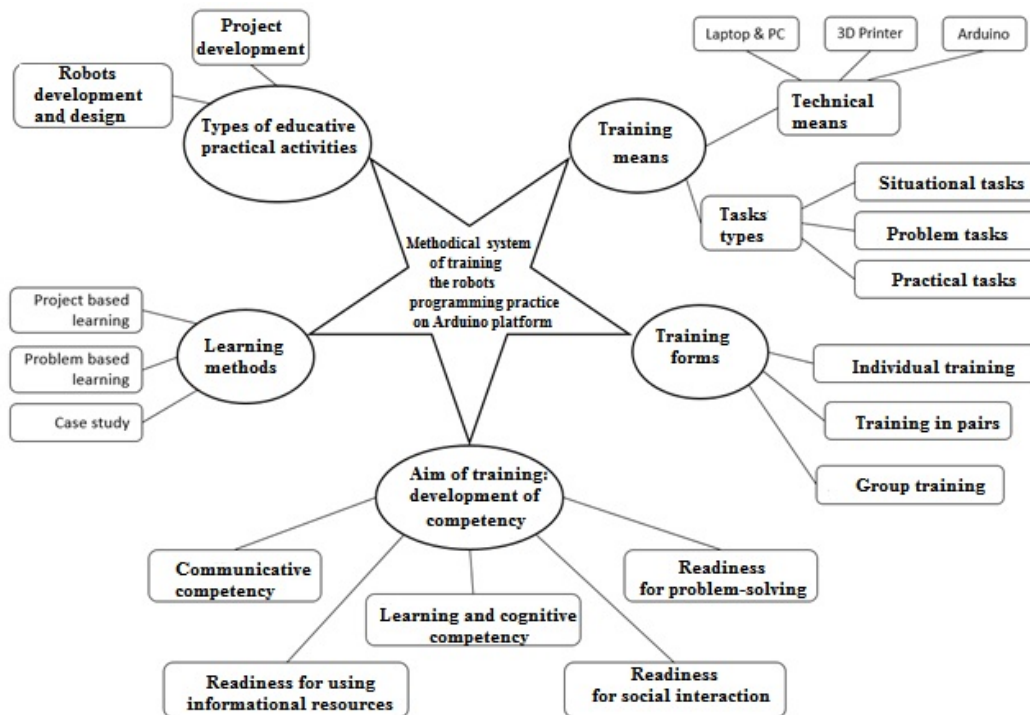 Project
development
Robots
development
and design
Types of educative
practical activities
Laptop & PC
3D Printer
Arduino
Technical
means
Training
means
Tasks
types
Situational tasks
Problem tasks
Practical tasks
Methodical system
of training
the robots
programming practice
on Arduino platform
Project based
learning
Problem based
learning
Case study
Learning
methods
Training
forms
Individual training
Training in pairs
Group training
Aim of training:
development of
competency
Communicative
competency
Readiness for using
informational resources
Learning and cognitive
competency
Readiness
for social interaction
Readiness
for problem-solving